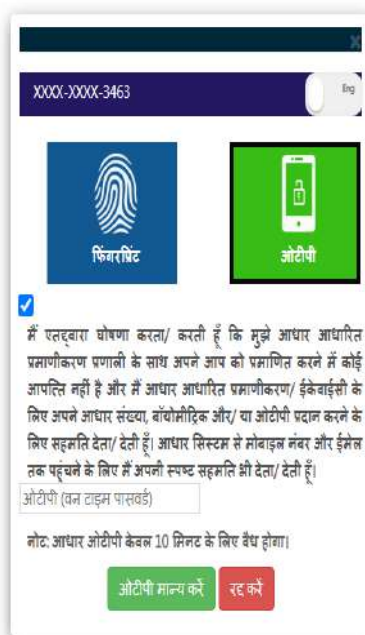 x
XXXX-XXXX-3463
Eng
फिंगरप्रिंट
ओटीपी
मैं एतद्द्वारा घोषणा करता/ करती हूँ कि मुझे आधार आधारित
प्रमाणीकरण प्रणाली के साथ अपने आप को प्रमाणित करने में कोई
आपत्ति नहीं है और मैं आधार आधारित प्रमाणीकरण/ ईकेवाईसी के
लिए अपने आधार संख्या, बॉयोमीट्रिक और/ या ओटीपी प्रदान करने के
लिए सहमति देता/ देती हूँ। आधार सिस्टम से मोबाइल नंबर और ईमेल
तक पहुंचने के लिए मैं अपनी स्पष्ट सहमति भी देता/ देती हूँ।
ओटीपी (वन टाइम पासवर्ड)
नोट: आधार ओटीपी केवल 10 मिनट के लिए वैध होगा।
ओटीपी मान्य करें रद्द करें